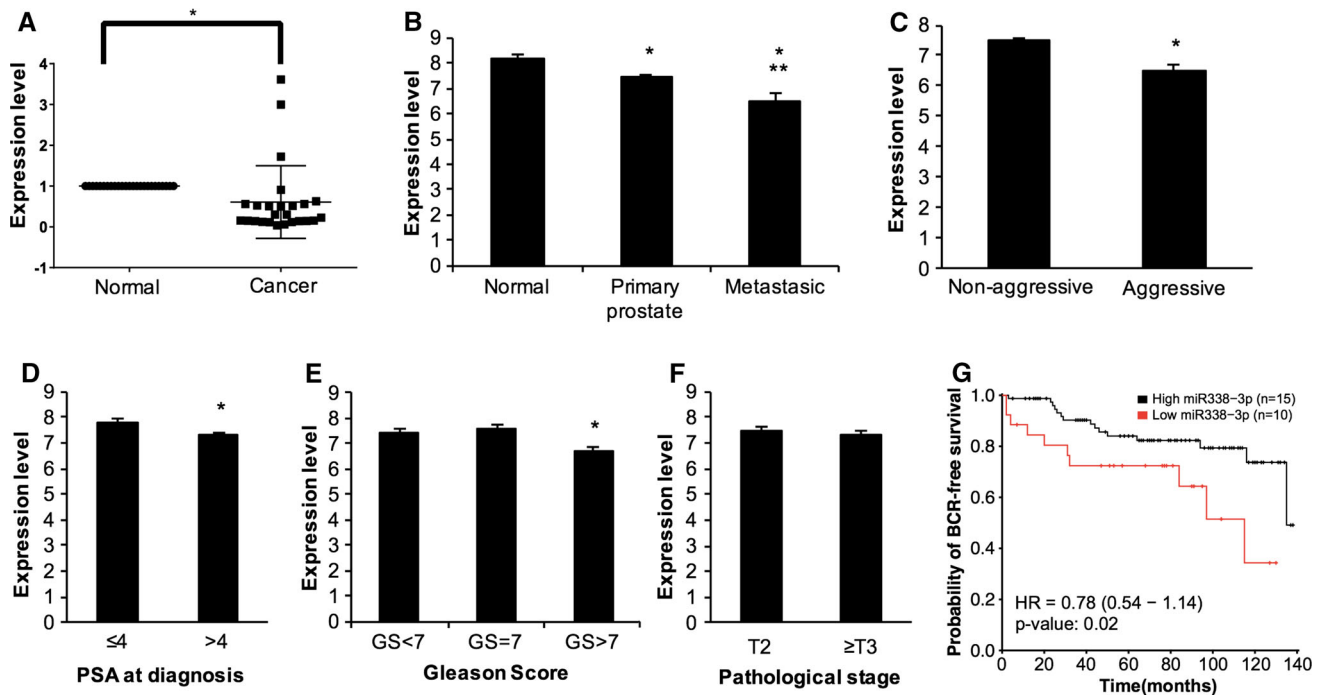 A
*
Expression level
4
3
2
1
0
-1
Normal
Cancer
B
Expression level
9
8
7
6
5
4
3
2
1
0
*
*
**
Normal
Primary
prostate
Metastasic
C
Expression level
8
7
6
5
4
3
2
1
0
*
Non-aggressive
Aggressive
D
Expression level
9
8
7
6
5
4
3
2
1
0
*
≤4
>4
PSA at diagnosis
E
Expression level
9
8
7
6
5
4
3
2
1
0
*
GS<7
GS=7
GS>7
Gleason Score
F
Expression level
9
8
7
6
5
4
3
2
1
0
T2
≥T3
Pathological stage
G
Probability of BCR-free survival
1.0
0.8
0.6
0.4
0.2
0.0
High miR338−3p (n=15)
Low miR338-3p (n=10)
HR = 0.78 (0.54 − 1.14)
p-value: 0.02
0
20
40
60
80
100
120
140
Time(months)